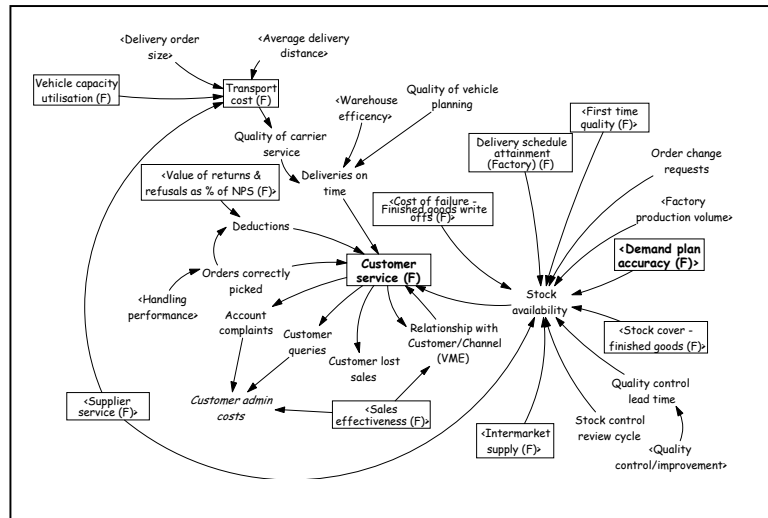 <Delivery order
size>
<Average delivery
distance>
Vehicle capacity
utilisation (F)
Transport
cost (F)
Quality of carrier
service
<Warehouse
efficency>
Quality of vehicle
planning
Deliveries on
time
<Value of returns &
refusals as % of NPS (F)>
Deductions
Orders correctly
picked
<Handling
performance>
Customer
service (F)
Account
complaints
Customer
queries
Customer lost
sales
Relationship with
Customer/Channel
(VME)
Customer admin
costs
<Sales
effectiveness (F)>
<Supplier
service (F)>
<Cost of failure -
Finished goods write
offs (F)>
Delivery schedule
attainment
(Factory) (F)
<First time
quality (F)>
Order change
requests
<Factory
production volume>
<Demand plan
accuracy (F)>
Stock
availability
<Stock cover -
finished goods (F)>
Quality control
lead time
Stock control
review cycle
<Intermarket
supply (F)>
<Quality
control/improvement>